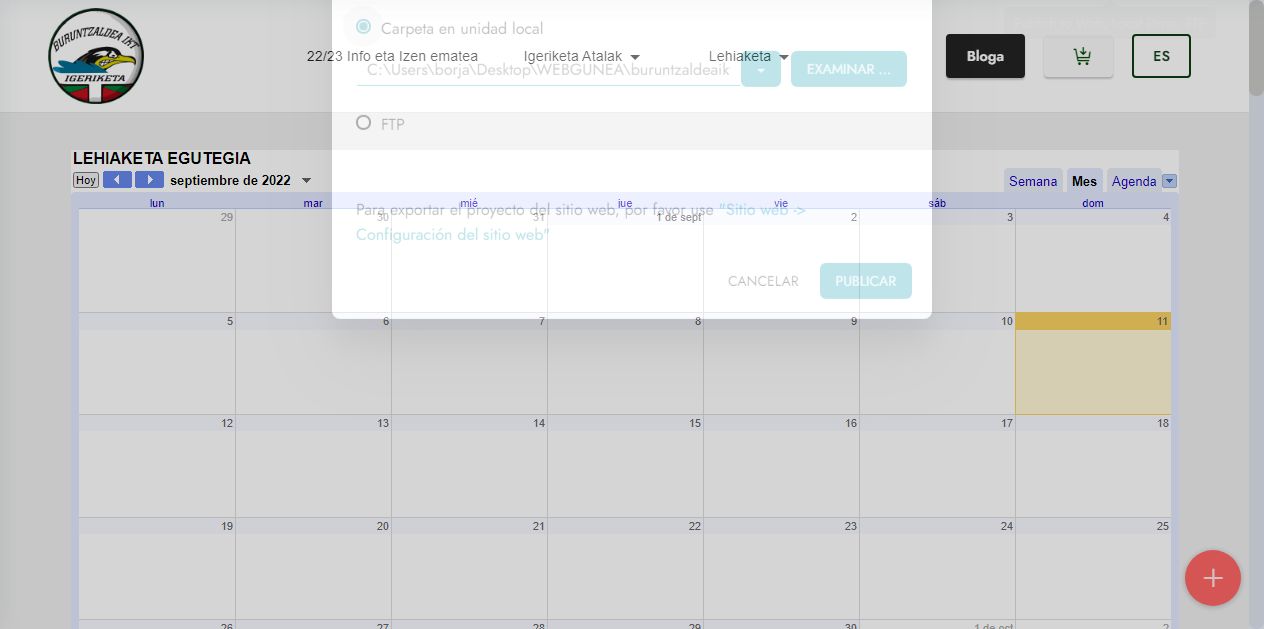 BURUNTZALDEA IKT
IGERIKETA
Carpeta en unidad local
22/23 Info eta Izen ematea
Igeriketa Atalak
Lehiaketa
Bloga
ES
C:\Users\borja\Desktop\WEBGUNEA\buruntzaldeaik
EXAMINAR ...
FTP
LEHIAKETA EGUTEGIA
Hoy
septiembre de 2022
Semana
Mes
Agenda
lun mar mié jue vie sáb dom
Para exportar el proyecto del sitio web, por favor use "Sitio web ->
Configuración del sitio web"
29 30 31 1 de sept 2 3 4
CANCELAR
PUBLICAR
5 6 7 8 9 10 11
12 13 14 15 16 17 18
19 20 21 22 23 24 25
26 27 28 29 30 1 de oct 2